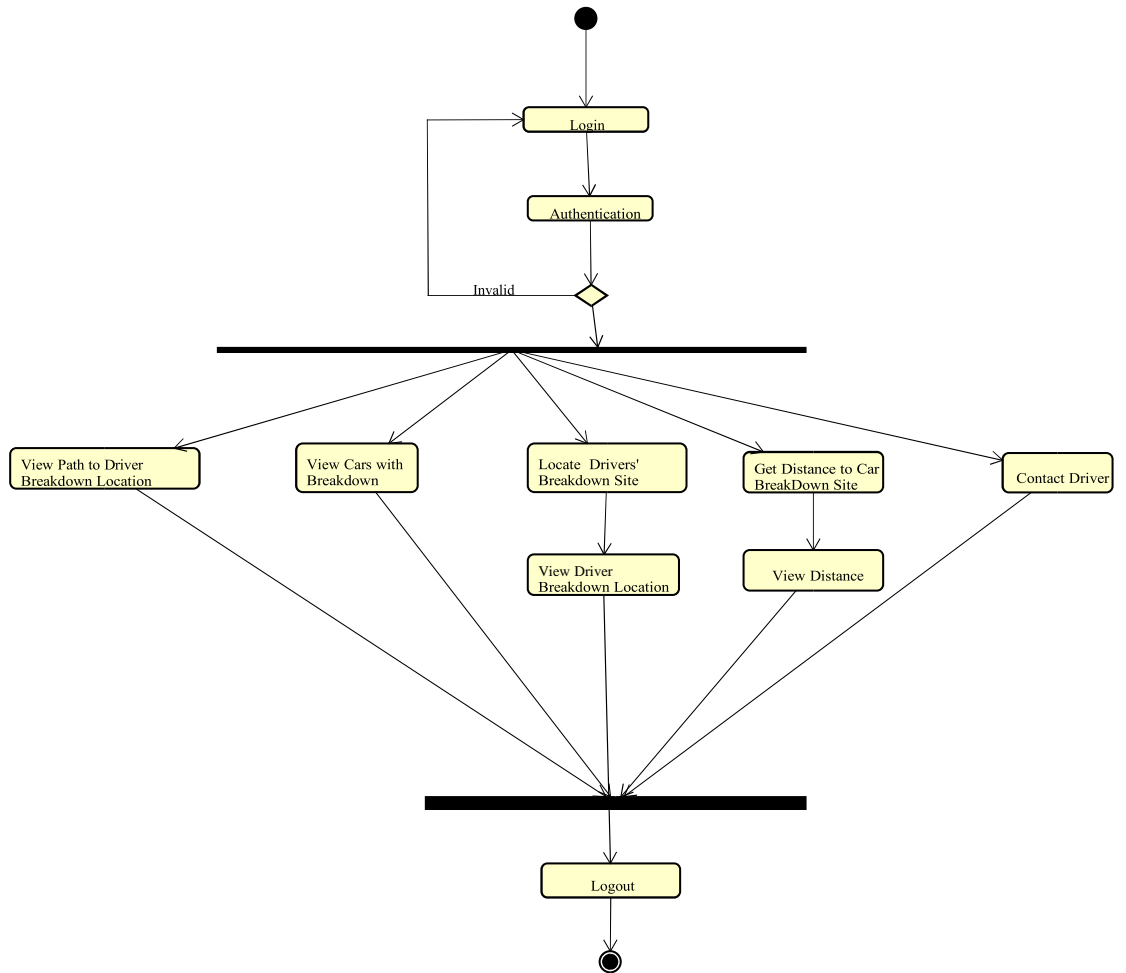 Login
Authentication
Invalid
View Path to Driver
Breakdown Location
View Cars with
Breakdown
Locate  Drivers'
Breakdown Site
Get Distance to Car
BreakDown Site
Contact Driver
View Driver
Breakdown Location
View Distance
Logout